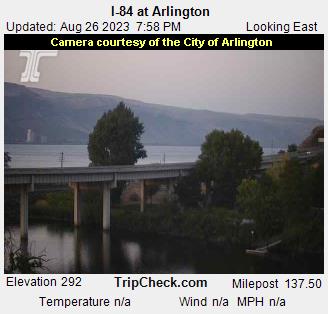 I-84 at Arlington
Updated: Aug 26 2023 7:58 PM Looking East
Camera courtesy of the City of Arlington
Elevation 292 TripCheck.com Milepost 137.50
Temperature n/a Wind n/a MPH n/a